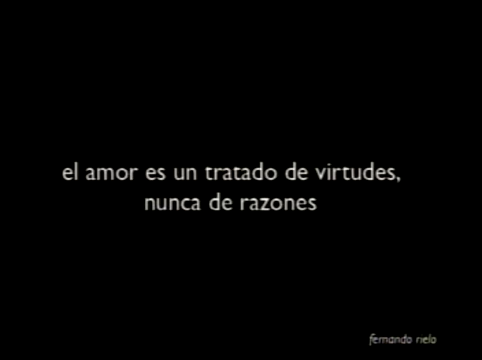 el amor es un tratado de virtudes,
nunca de razones
fernando rielo